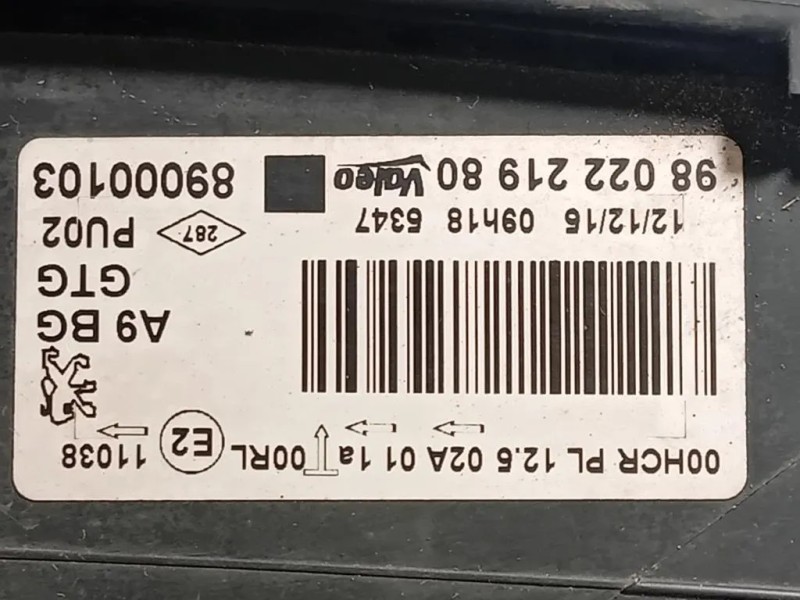 00HCR PL 12.5 02A 01 1a 00RL E2 11038
A9 BG
GTG
12/12/15 09h18 5347 287 PU02
98 022 219 80 Valeo 89000103